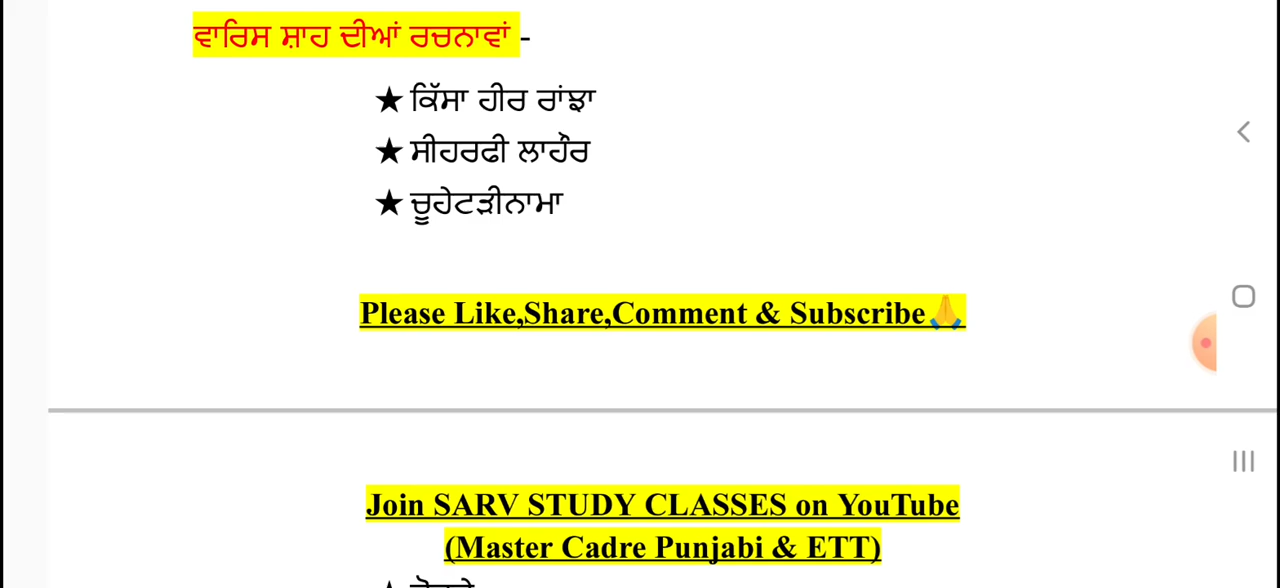 ਵਾਰਿਸ ਸ਼ਾਹ ਦੀਆਂ ਰਚਨਾਵਾਂ -
★ ਕਿੱਸਾ ਹੀਰ ਰਾਂਝਾ
★ ਸੀਹਰਫੀ ਲਾਹੌਰ
★ ਚੂਹੇਟੜੀਨਾਮਾ
Please Like,Share,Comment & Subscribe🙏
Join SARV STUDY CLASSES on YouTube
(Master Cadre Punjabi & ETT)